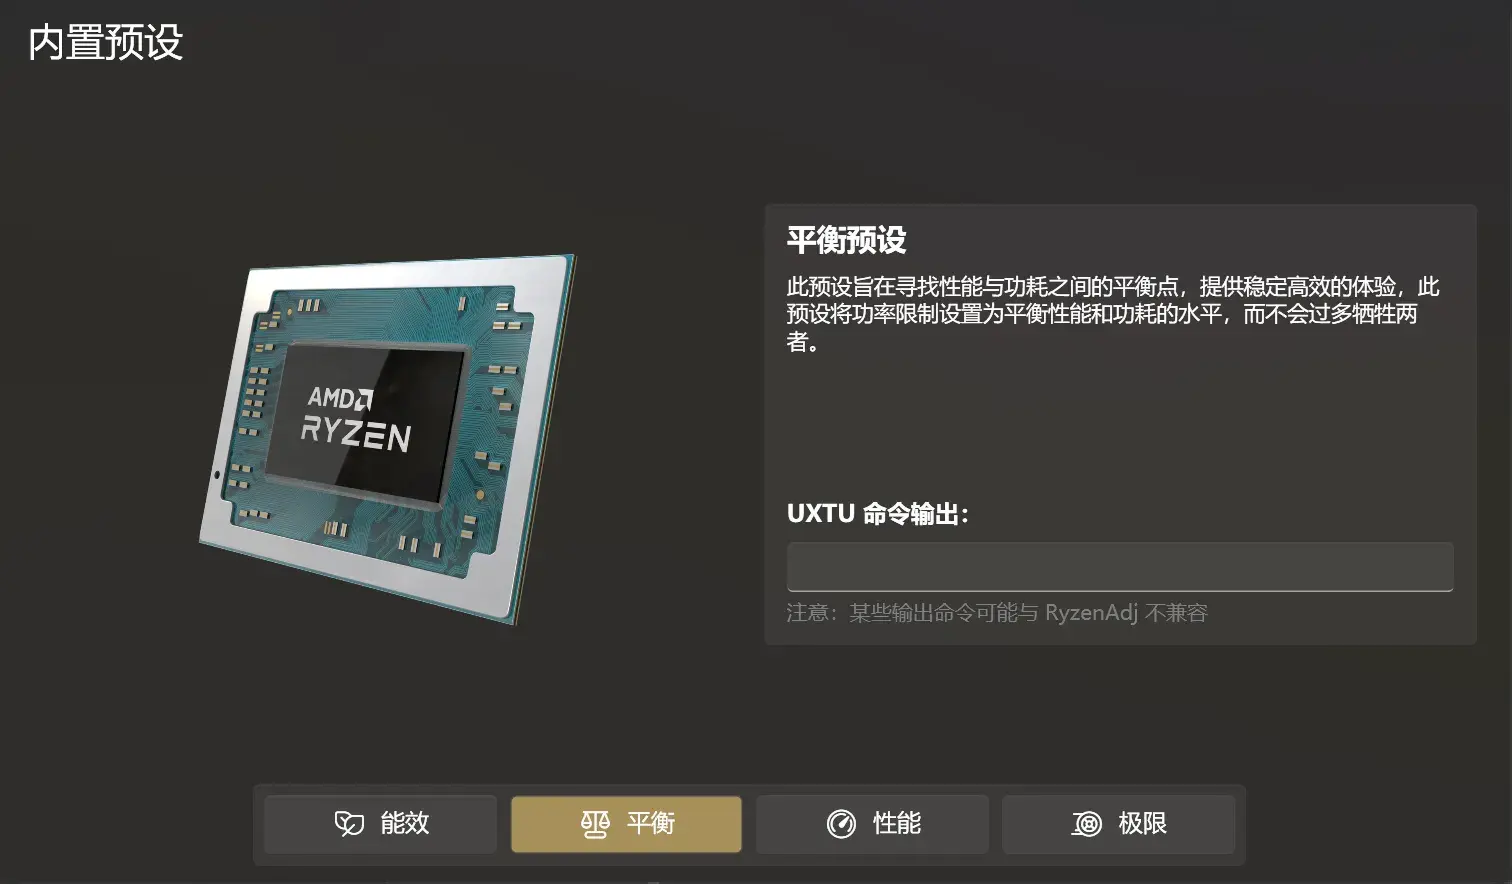 内置预设
AMD
RYZEN
平衡预设
此预设旨在寻找性能与功耗之间的平衡点，提供稳定高效的体验，此
预设将功率限制设置为平衡性能和功耗的水平，而不会过多牺牲两
者。
UXTU 命令输出：
注意：某些输出命令可能与 RyzenAdj 不兼容
能效
平衡
性能
极限